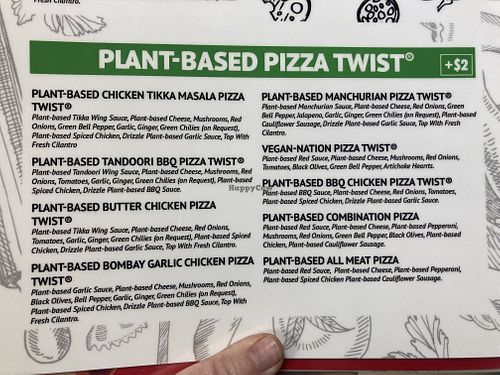 Fresh Cilantro.
PLANT-BASED PIZZA TWIST®
+$2
PLANT-BASED CHICKEN TIKKA MASALA PIZZA
TWIST®
Plant-based Tikka Wing Sauce, Plant-based Cheese, Mushrooms, Red
Onions, Green Bell Pepper, Garlic, Ginger, Green Chilies (on Request),
Plant-based Spiced Chicken, Drizzle Plant-based Garlic Sauce, Top With
Fresh Cilantro
PLANT-BASED TANDOORI BBQ PIZZA TWIST®
Plant-based Tandoori Wing Sauce, Plant-based Cheese, Mushrooms, Red
Onions, Tomatoes, Garlic, Ginger, Green Chilies (on Request), Plant-based
Spiced Chicken, Drizzle Plant-based BBQ Sauce.
PLANT-BASED BUTTER CHICKEN PIZZA
TWIST®
Plant-based Tikka Wing Sauce, Plant-based Cheese, Red Onions,
Tomatoes, Garlic, Ginger, Green Chilies (on Request), Plant-based Spiced
Chicken, Drizzle Plant-based Garlic Sauce, Top With Fresh Cilantro.
PLANT-BASED BOMBAY GARLIC CHICKEN PIZZA
TWIST®
Plant-based Garlic Sauce, Plant-based Cheese, Mushrooms, Red Onions,
Black Olives, Bell Pepper, Garlic, Ginger, Green Chilies (on Request),
Plant-based Spiced Chicken, Drizzle Plant-based BBQ Sauce, Top With
Fresh Cilantro.
PLANT-BASED MANCHURIAN PIZZA TWIST®
Plant-based Manchurian Sauce, Plant-based Cheese, Red Onions, Green
Bell Pepper, Jalapeno, Garlic, Ginger, Green Chilies (on Request), Plant-based
Cauliflower Sausage, Drizzle Plant-based Garlic Sauce, Top With Fresh
Cilantro.
VEGAN-NATION PIZZA TWIST®
Plant-based Red Sauce, Plant-based Cheese, Mushrooms, Red Onions,
Tomatoes, Black Olives, Green Bell Pepper, Artichoke Hearts.
PLANT-BASED BBQ CHICKEN PIZZA TWIST®
Plant-based BBQ Sauce, Plant-based Cheese, Red Onions, Tomatoes,
Plant-based Spiced Chicken, Drizzle Plant-based Garlic Sauce.
PLANT-BASED COMBINATION PIZZA
Plant-based Red Sauce, Plant-based Cheese, Plant-based Pepperoni,
Mushrooms, Red Onions, Green Bell Pepper, Black Olives, Plant-based
Chicken, Plant-based Cauliflower Sausage.
PLANT-BASED ALL MEAT PIZZA
Plant-based Red Sauce, Plant-based Cheese, Plant-based Pepperoni,
Plant-based Spiced Chicken Plant-based Cauliflower Sausage.